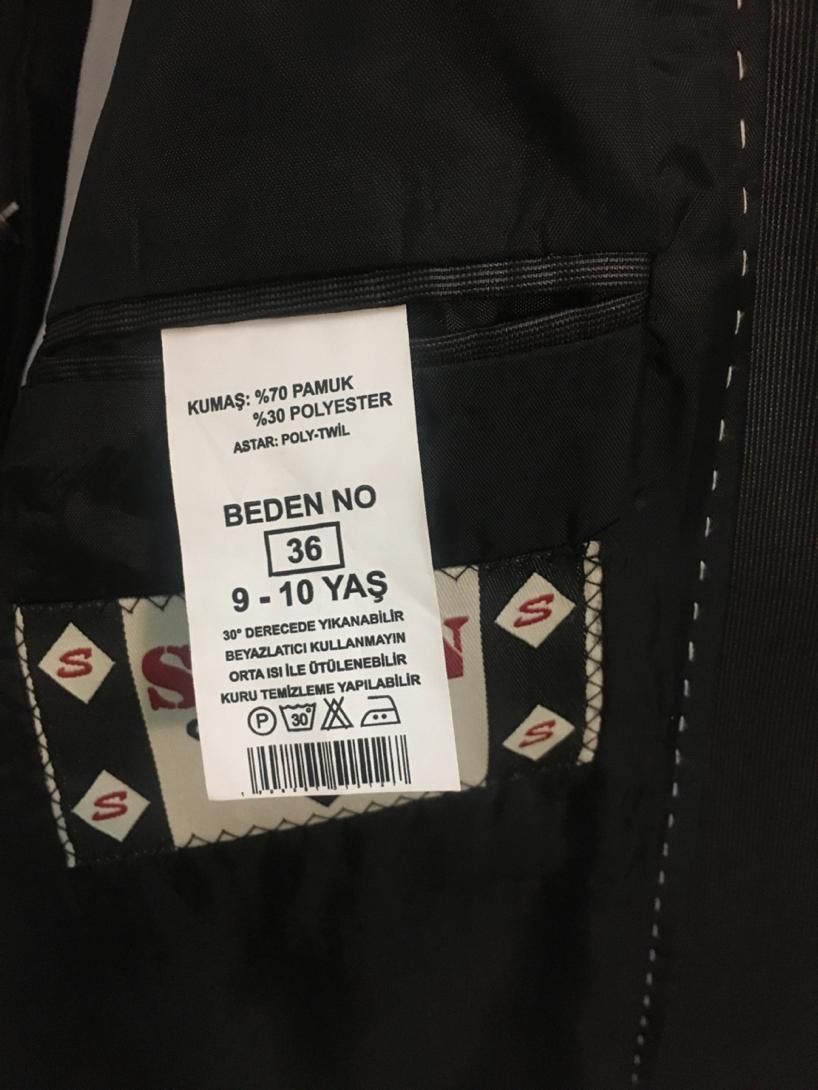 KUMAŞ: %70 PAMUK
%30 POLYESTER
ASTAR: POLY-TWİL
BEDEN NO
36
9 - 10 YAŞ
30° DERECEDE YIKANABİLİR
BEYAZLATICI KULLANMAYIN
ORTA ISI İLE ÜTÜLENEBİLİR
KURU TEMİZLEME YAPILABİLİR
P 30°
S
S
S
S